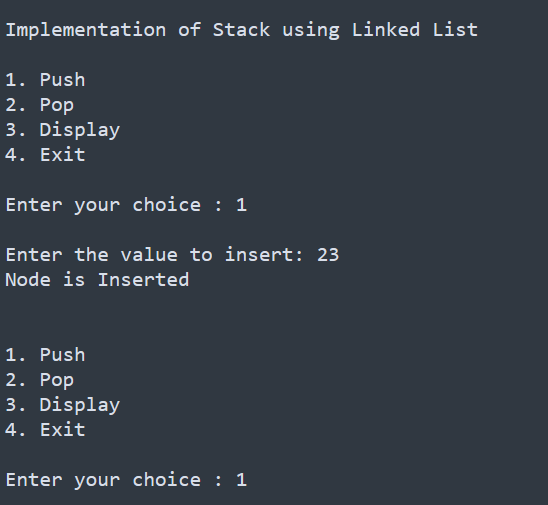 Implementation of Stack using Linked List
1. Push
2. Pop
3. Display
4. Exit
Enter your choice : 1
Enter the value to insert: 23
Node is Inserted
1. Push
2. Pop
3. Display
4. Exit
Enter your choice : 1